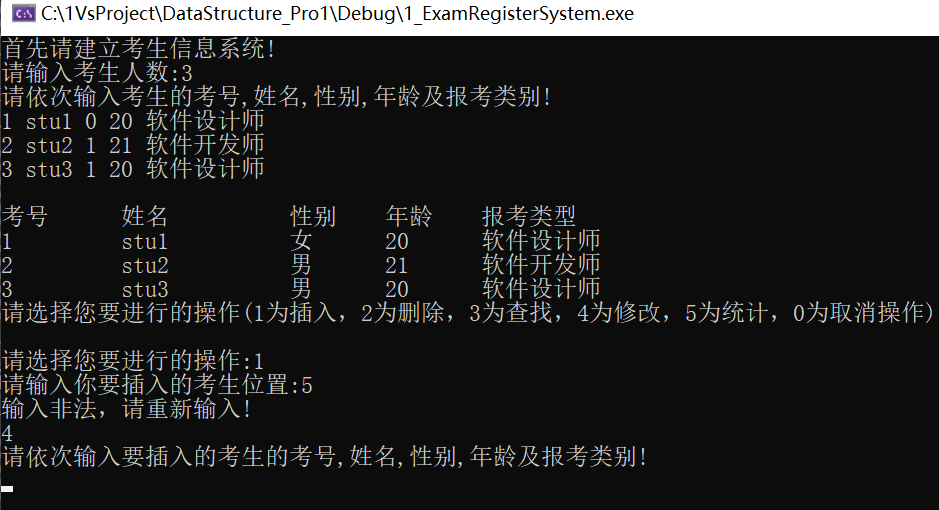 C:\1VsProject\DataStructure_Pro1\Debug\1_ExamRegisterSystem.exe
首先请建立考生信息系统!
请输入考生人数:3
请依次输入考生的考号,姓名,性别,年龄及报考类别!
1 stu1 0 20 软件设计师
2 stu2 1 21 软件开发师
3 stu3 1 20 软件设计师
考号 姓名 性别 年龄 报考类型
1 stu1 女 20 软件设计师
2 stu2 男 21 软件开发师
3 stu3 男 20 软件设计师
请选择您要进行的操作(1为插入，2为删除，3为查找，4为修改，5为统计，0为取消操作)
请选择您要进行的操作:1
请输入你要插入的考生位置:5
输入非法，请重新输入!
4
请依次输入要插入的考生的考号,姓名,性别,年龄及报考类别!